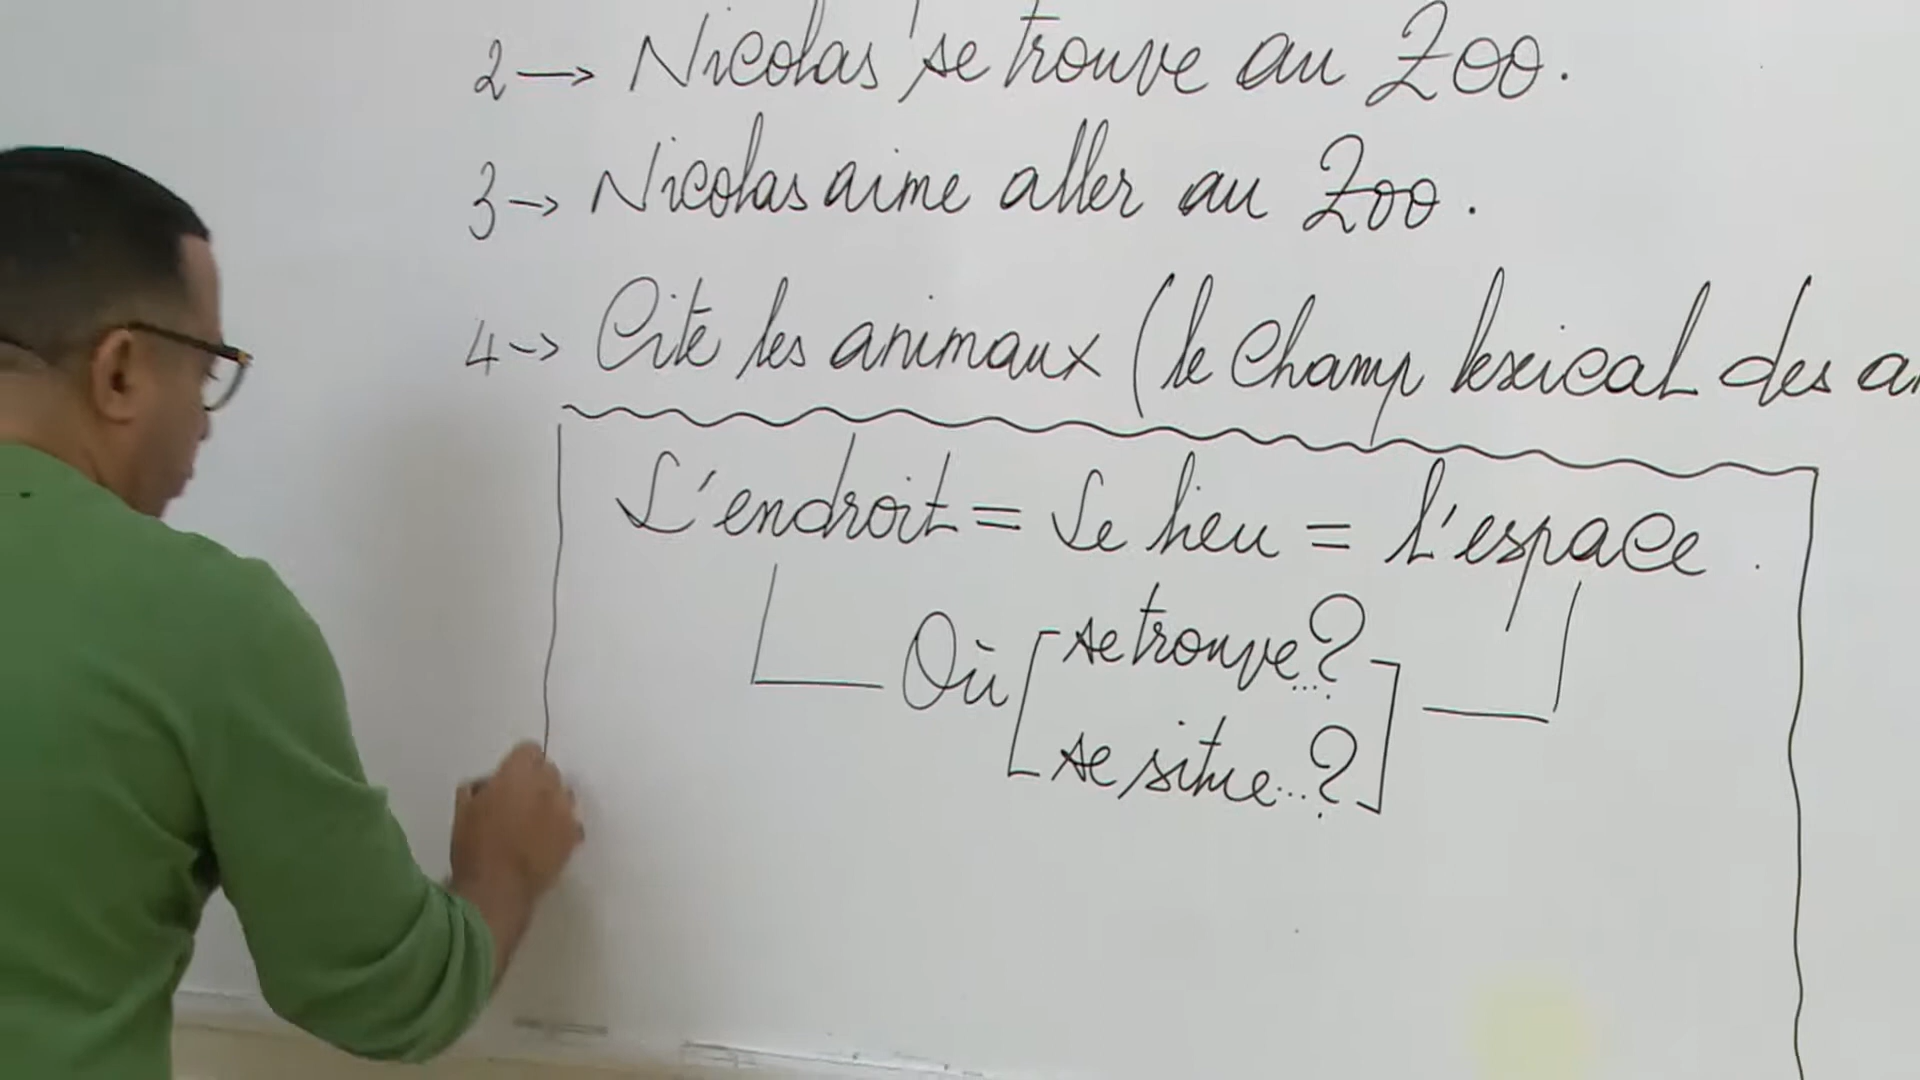 2 → Nicolas se trouve au Zoo.
3 → Nicolas aime aller au Zoo.
4 → Cite les animaux (le champ lexical des
L'endroit = Le lieu = l'espace.
Où [se trouve...?]
[se situe...?]